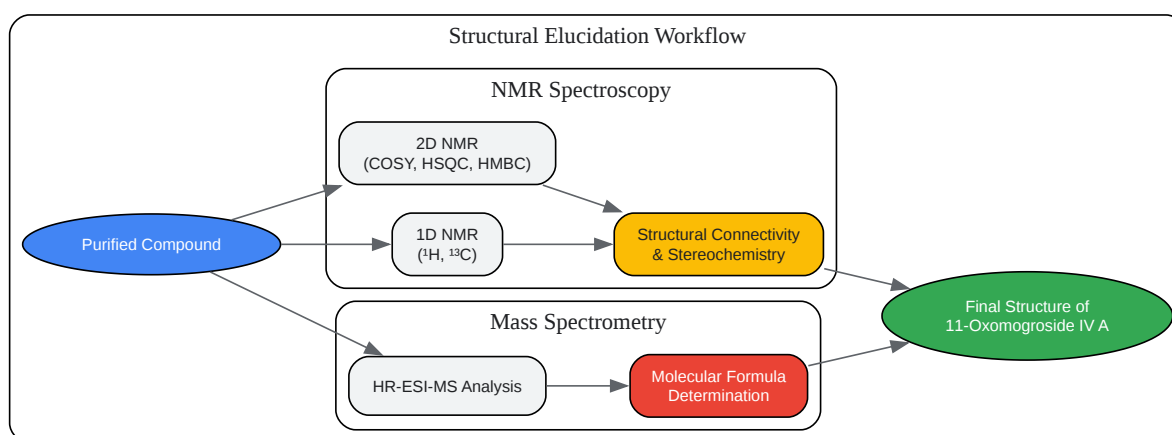 Structural Elucidation Workflow
NMR Spectroscopy
2D NMR
(COSY, HSQC, HMBC)
Purified Compound
1D NMR
(¹H, ¹³C)
Structural Connectivity
& Stereochemistry
Final Structure of
11-Oxomogroside IV A
Mass Spectrometry
HR-ESI-MS Analysis
Molecular Formula
Determination